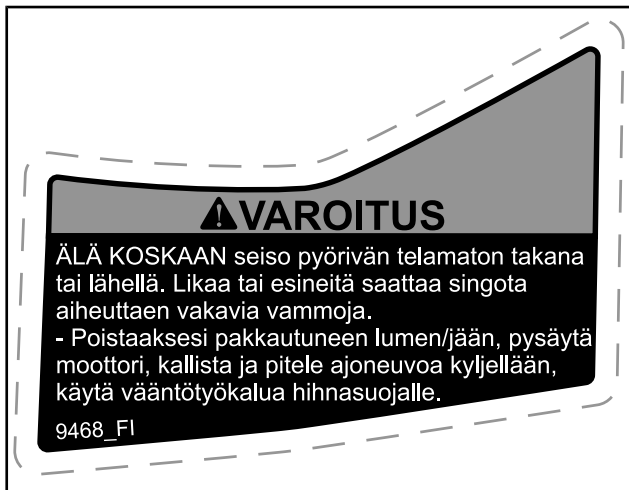 VAROITUS
ÄLÄ KOSKAAN seiso pyörivän telamaton takana
tai lähellä. Likaa tai esineitä saattaa singota
aiheuttaen vakavia vammoja.
- Poistaaksesi pakkautuneen lumen/jään, pysäytä
moottori, kallista ja pitele ajoneuvoa kyljellään,
käytä vääntötyökalua hihnasuojalle.
9468_FI